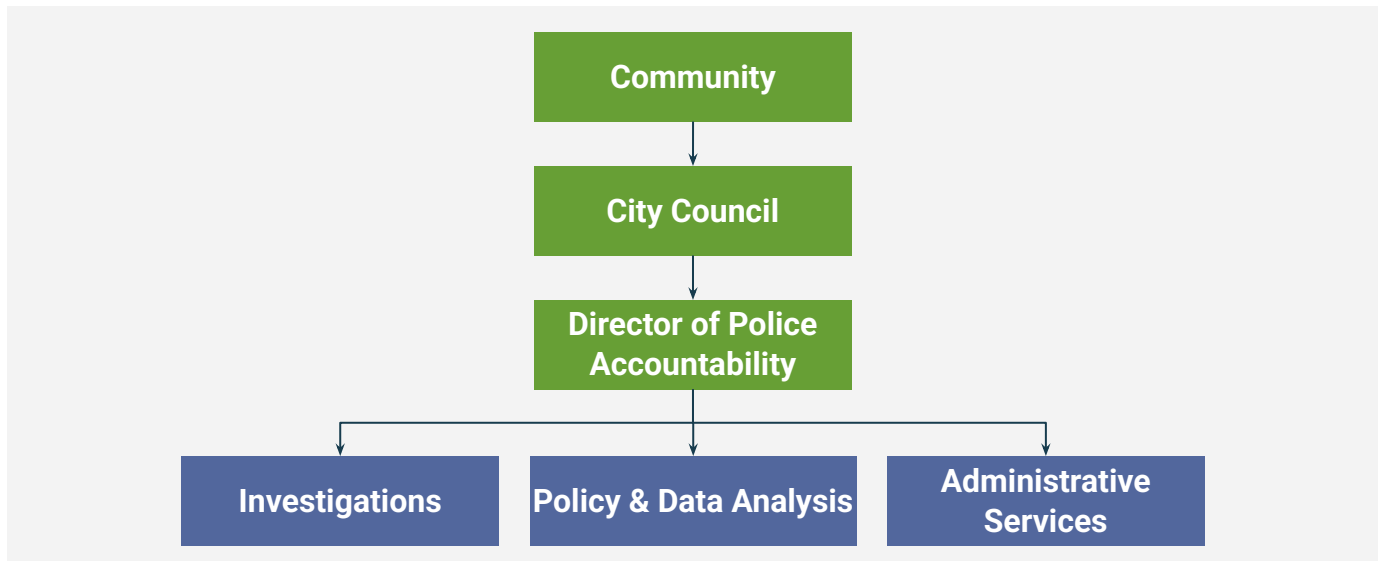 Community
City Council
Director of Police
Accountability
Investigations
Policy & Data Analysis
Administrative
Services